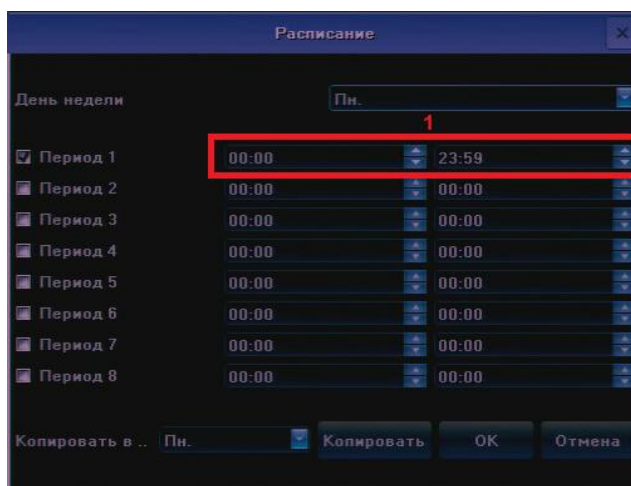 Расписание
День недели Пн.
1
Период 1 00:00 23:59
Период 2 00:00 00:00
Период 3 00:00 00:00
Период 4 00:00 00:00
Период 5 00:00 00:00
Период 6 00:00 00:00
Период 7 00:00 00:00
Период 8 00:00 00:00
Копировать в .. Пн. Копировать OK Отмена